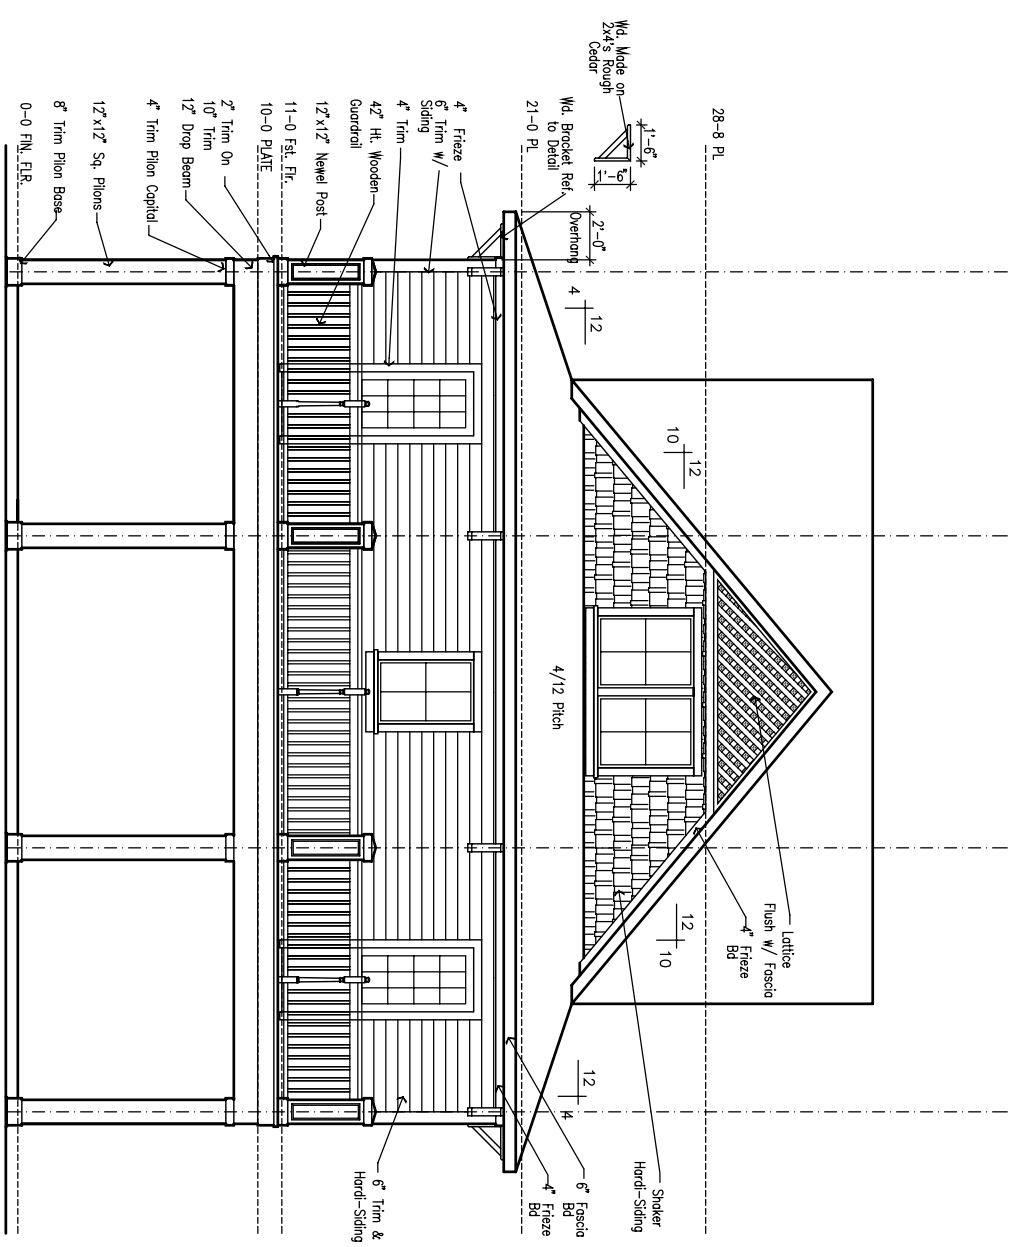 Wd. Made on
2x4's Rough
Cedar
1'-6"
1'-6"
28-8 PL
Wd. Bracket Ref.
to Detail
21-0 PL
2'-0"
Overhang
4" Frieze
6" Trim w/
Siding
4" Trim
42" Ht. Wooden
Guardrail
12"x12" Newel Post
11-0 Fst. Flr.
10-0 PLATE
2" Trim On
10" Trim
12" Drop Beam
4" Trim Pilon Capital
12"x12" Sq. Pilons
8" Trim Pilon Base
0-0 FIN. FLR.
12
4
12
10
4/12 Pitch
Lattice
Flush w/ Fascia
4" Frieze
Bd
12
10
12
4
Shaker
Hardi-Siding
6" Fascia
Bd
4" Frieze
Bd
6" Trim &
Hardi-Siding